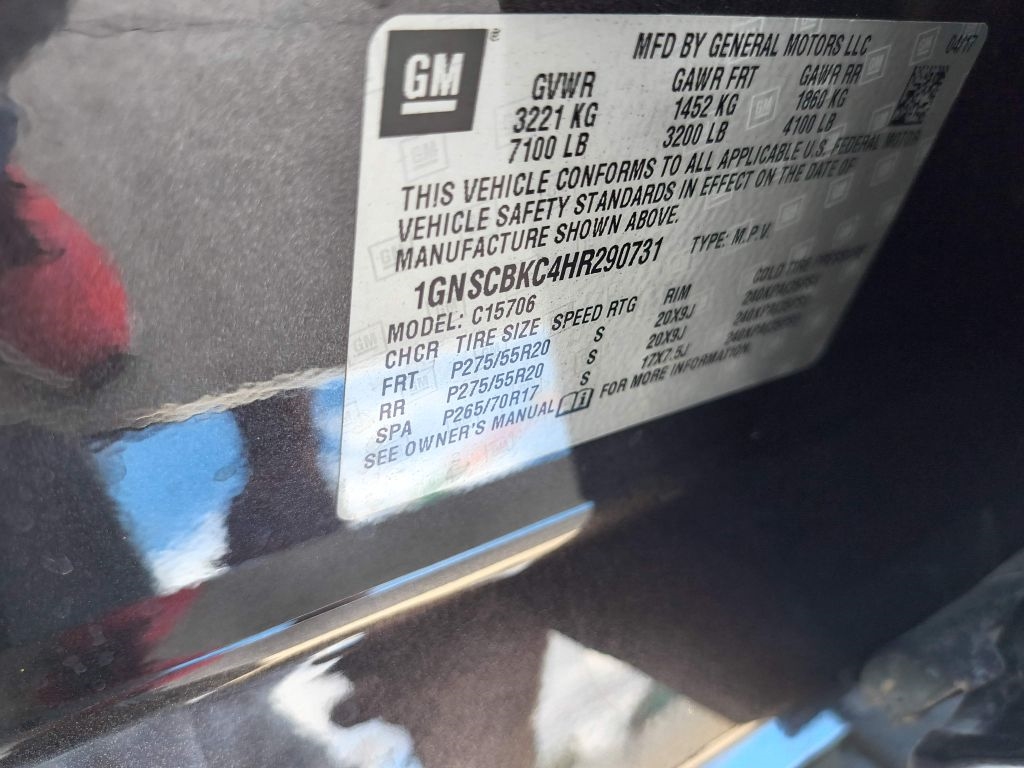 GM ®
MFD BY GENERAL MOTORS LLC 04/17
GVWR GAWR FRT GAWR RR
3221 KG 1452 KG 1860 KG
7100 LB 3200 LB 4100 LB
THIS VEHICLE CONFORMS TO ALL APPLICABLE U.S. FEDERAL MOTOR
VEHICLE SAFETY STANDARDS IN EFFECT ON THE DATE OF
MANUFACTURE SHOWN ABOVE.
1GNSCBKC4HR290731 TYPE: M.P.V.
MODEL: C15706
CHCR TIRE SIZE SPEED RTG RIM COLD TIRE PRESSURE
FRT P275/55R20 S 20X9J
RR P275/55R20 S 20X9J
SPA P265/70R17 S 17X7.5J
SEE OWNER'S MANUAL FOR MORE INFORMATION.